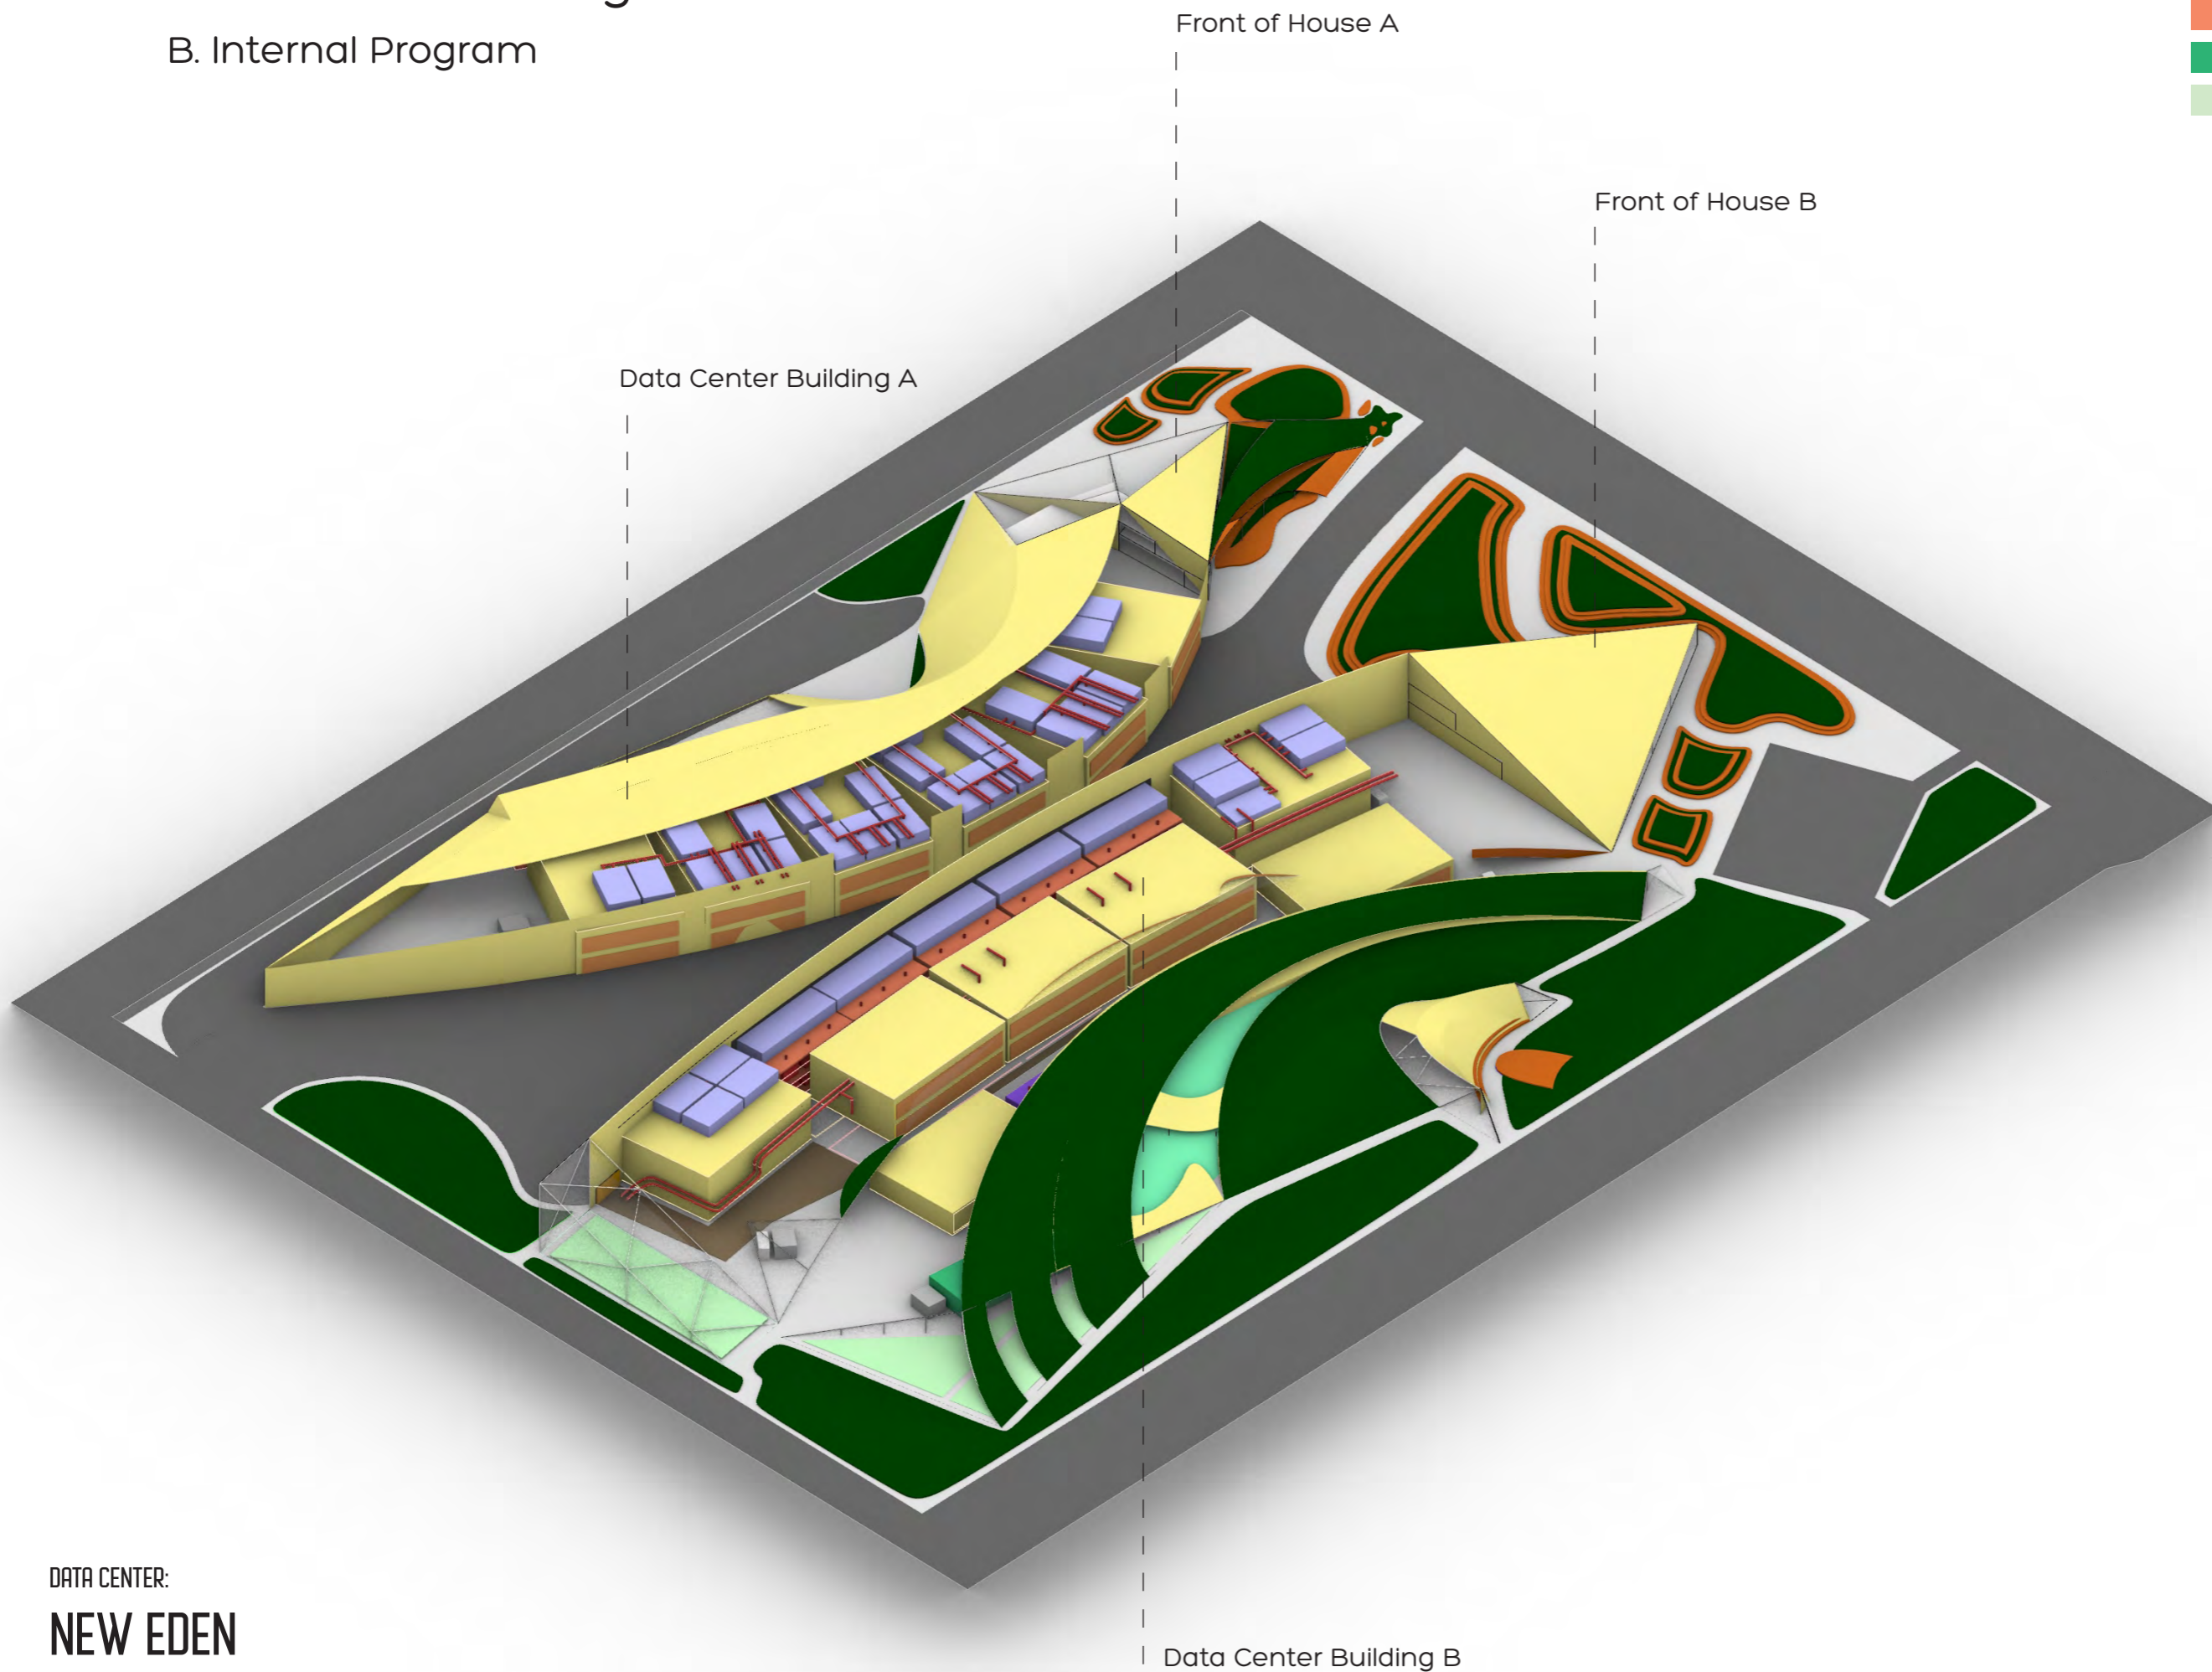 B. Internal Program
Front of House A
Front of House B
Data Center Building A
Data Center Building B
DATA CENTER:
NEW EDEN